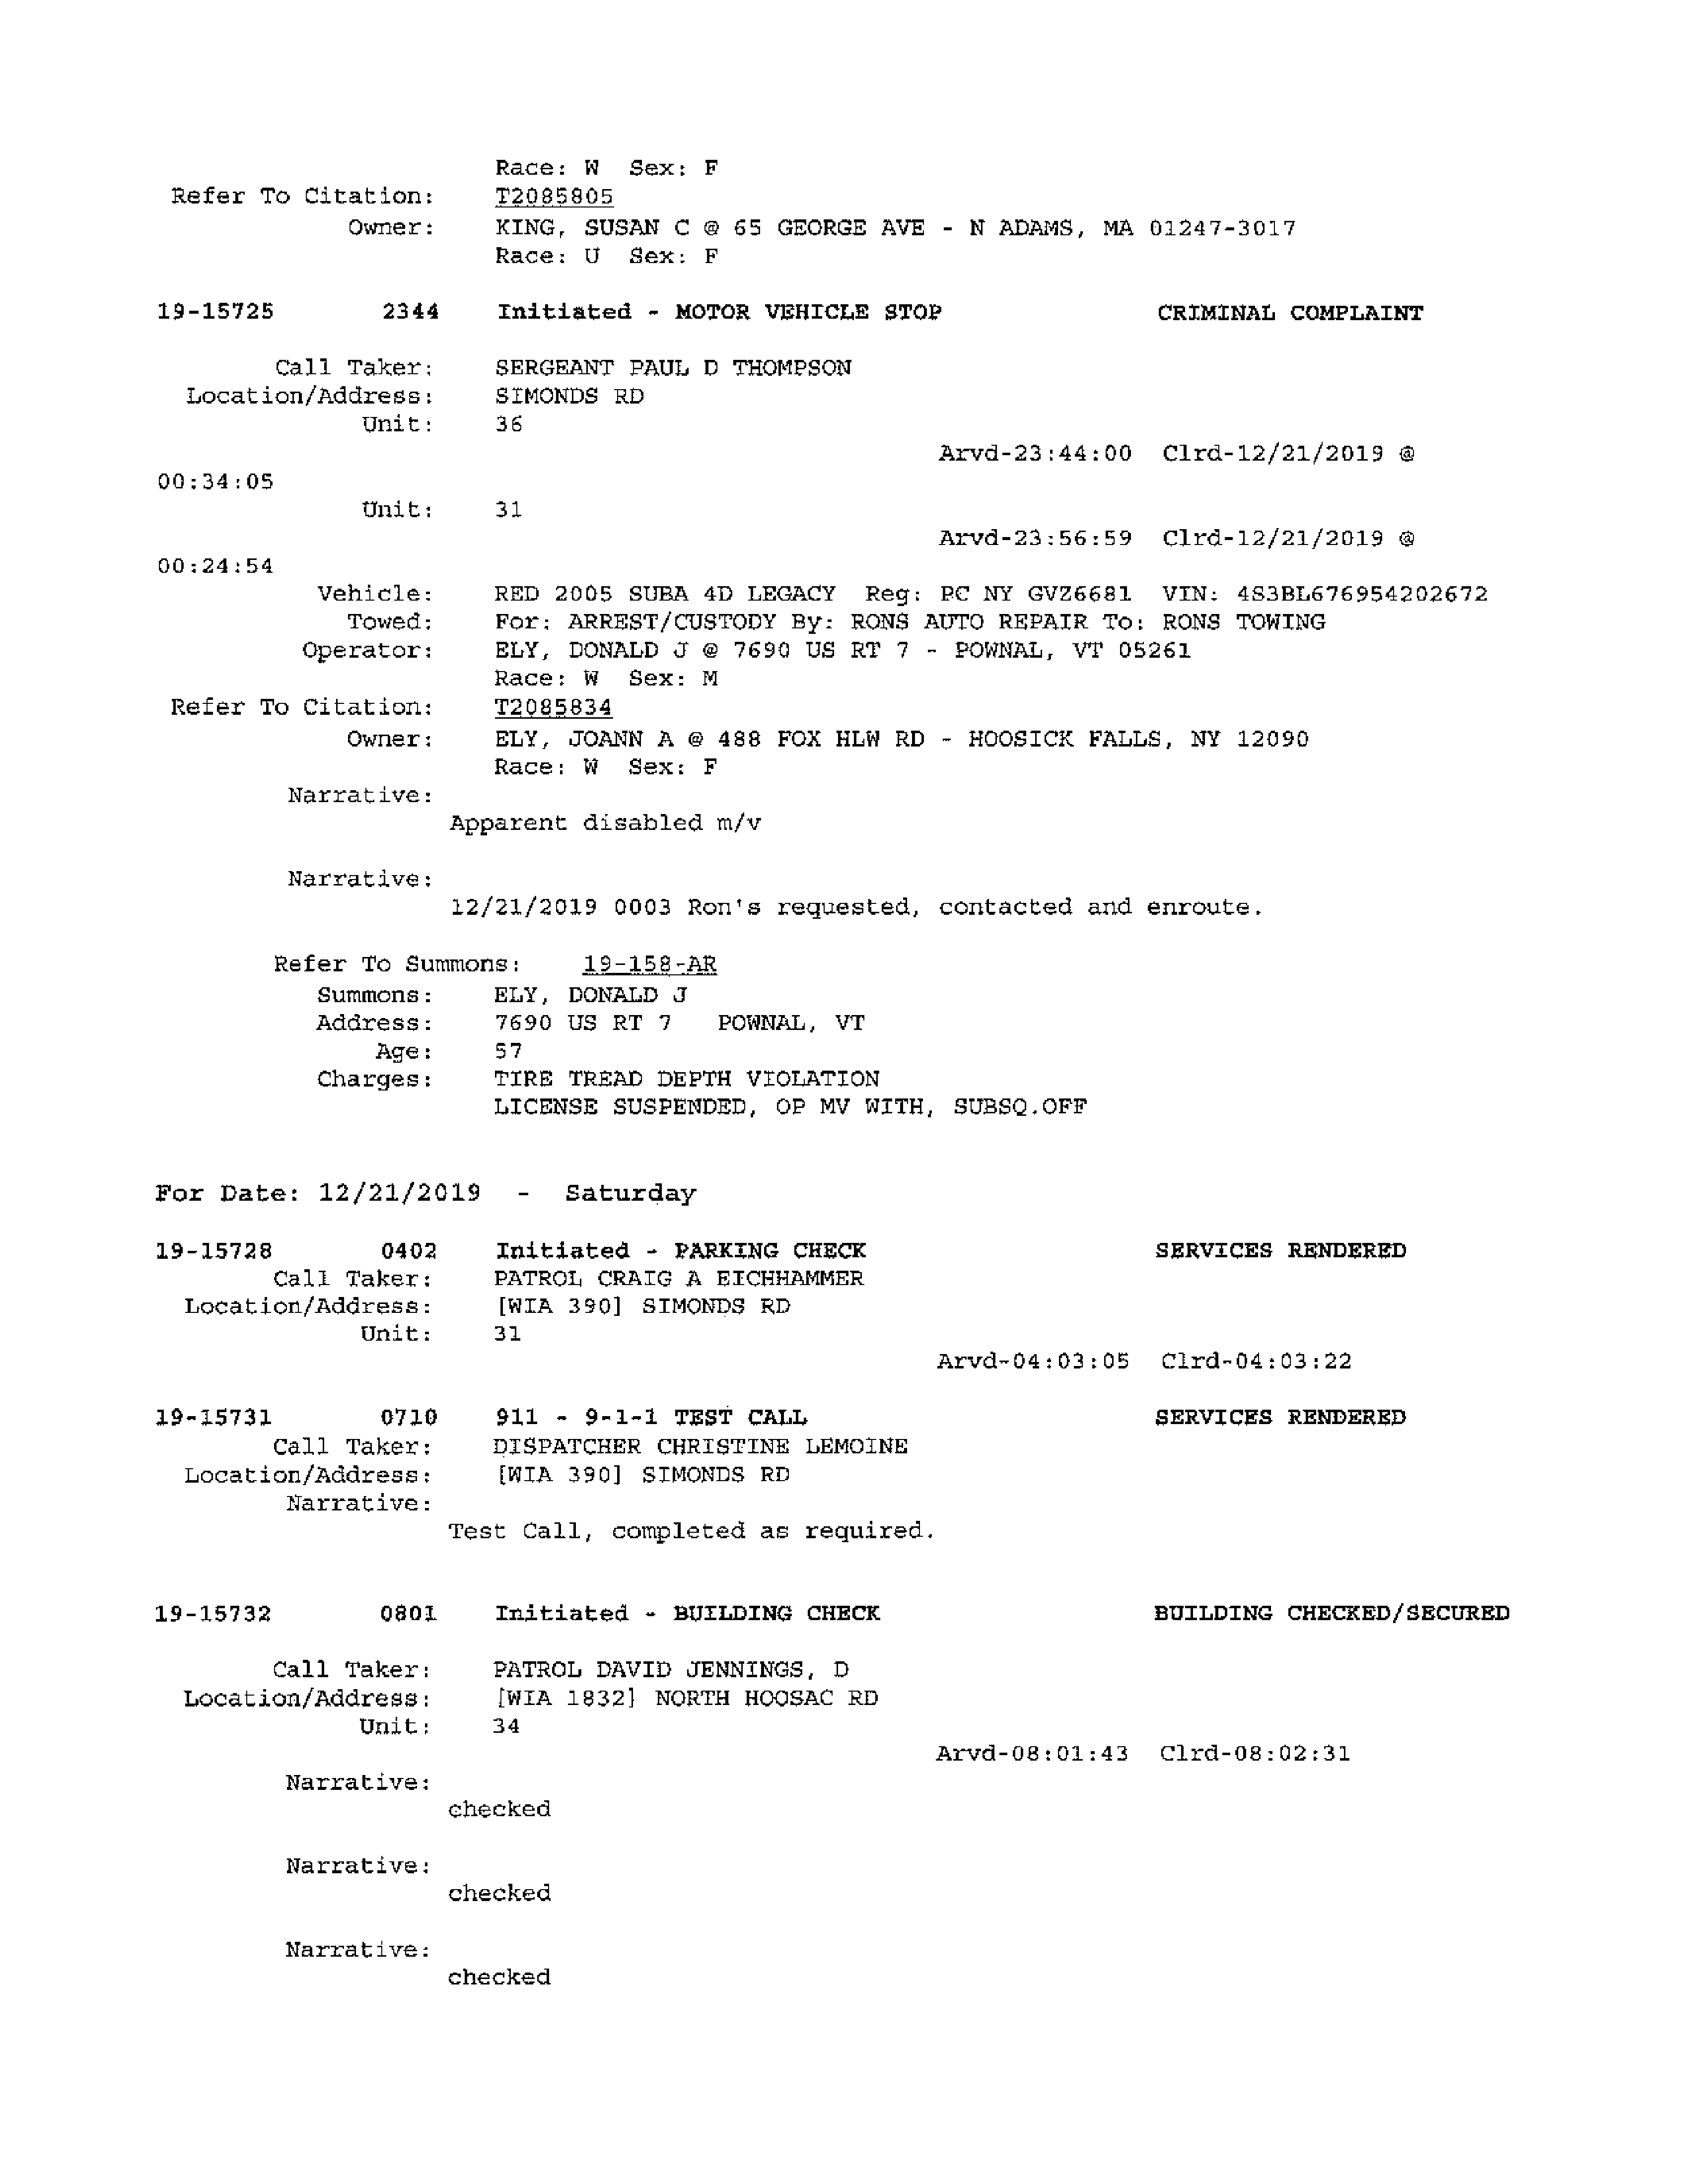 Race: W  Sex: F
Refer To Citation: T2085805
Owner: KING, SUSAN C @ 65 GEORGE AVE - N ADAMS, MA 01247-3017
Race: U  Sex: F
19-15725 2344 Initiated - MOTOR VEHICLE STOP CRIMINAL COMPLAINT
Call Taker: SERGEANT PAUL D THOMPSON
Location/Address: SIMONDS RD
Unit: 36
Arvd-23:44:00 Clrd-12/21/2019 @
00:34:05
Unit: 31
Arvd-23:56:59 Clrd-12/21/2019 @
00:24:54
Vehicle: RED 2005 SUBA 4D LEGACY Reg: PC NY GVZ6681 VIN: 4S3BL676954202672
Towed: For: ARREST/CUSTODY By: RONS AUTO REPAIR To: RONS TOWING
Operator: ELY, DONALD J @ 7690 US RT 7 - POWNAL, VT 05261
Race: W  Sex: M
Refer To Citation: T2085834
Owner: ELY, JOANN A @ 488 FOX HLW RD - HOOSICK FALLS, NY 12090
Race: W  Sex: F
Narrative:
Apparent disabled m/v
Narrative:
12/21/2019 0003 Ron's requested, contacted and enroute.
Refer To Summons: 19-158-AR
Summons: ELY, DONALD J
Address: 7690 US RT 7 POWNAL, VT
Age: 57
Charges: TIRE TREAD DEPTH VIOLATION
LICENSE SUSPENDED, OP MV WITH, SUBSQ.OFF
For Date: 12/21/2019 - Saturday
19-15728 0402 Initiated - PARKING CHECK SERVICES RENDERED
Call Taker: PATROL CRAIG A EICHHAMMER
Location/Address: [WIA 390] SIMONDS RD
Unit: 31
Arvd-04:03:05 Clrd-04:03:22
19-15731 0710 911 - 9-1-1 TEST CALL SERVICES RENDERED
Call Taker: DISPATCHER CHRISTINE LEMOINE
Location/Address: [WIA 390] SIMONDS RD
Narrative:
Test Call, completed as required.
19-15732 0801 Initiated - BUILDING CHECK BUILDING CHECKED/SECURED
Call Taker: PATROL DAVID JENNINGS, D
Location/Address: [WIA 1832] NORTH HOOSAC RD
Unit: 34
Arvd-08:01:43 Clrd-08:02:31
Narrative:
checked
Narrative:
checked
Narrative:
checked